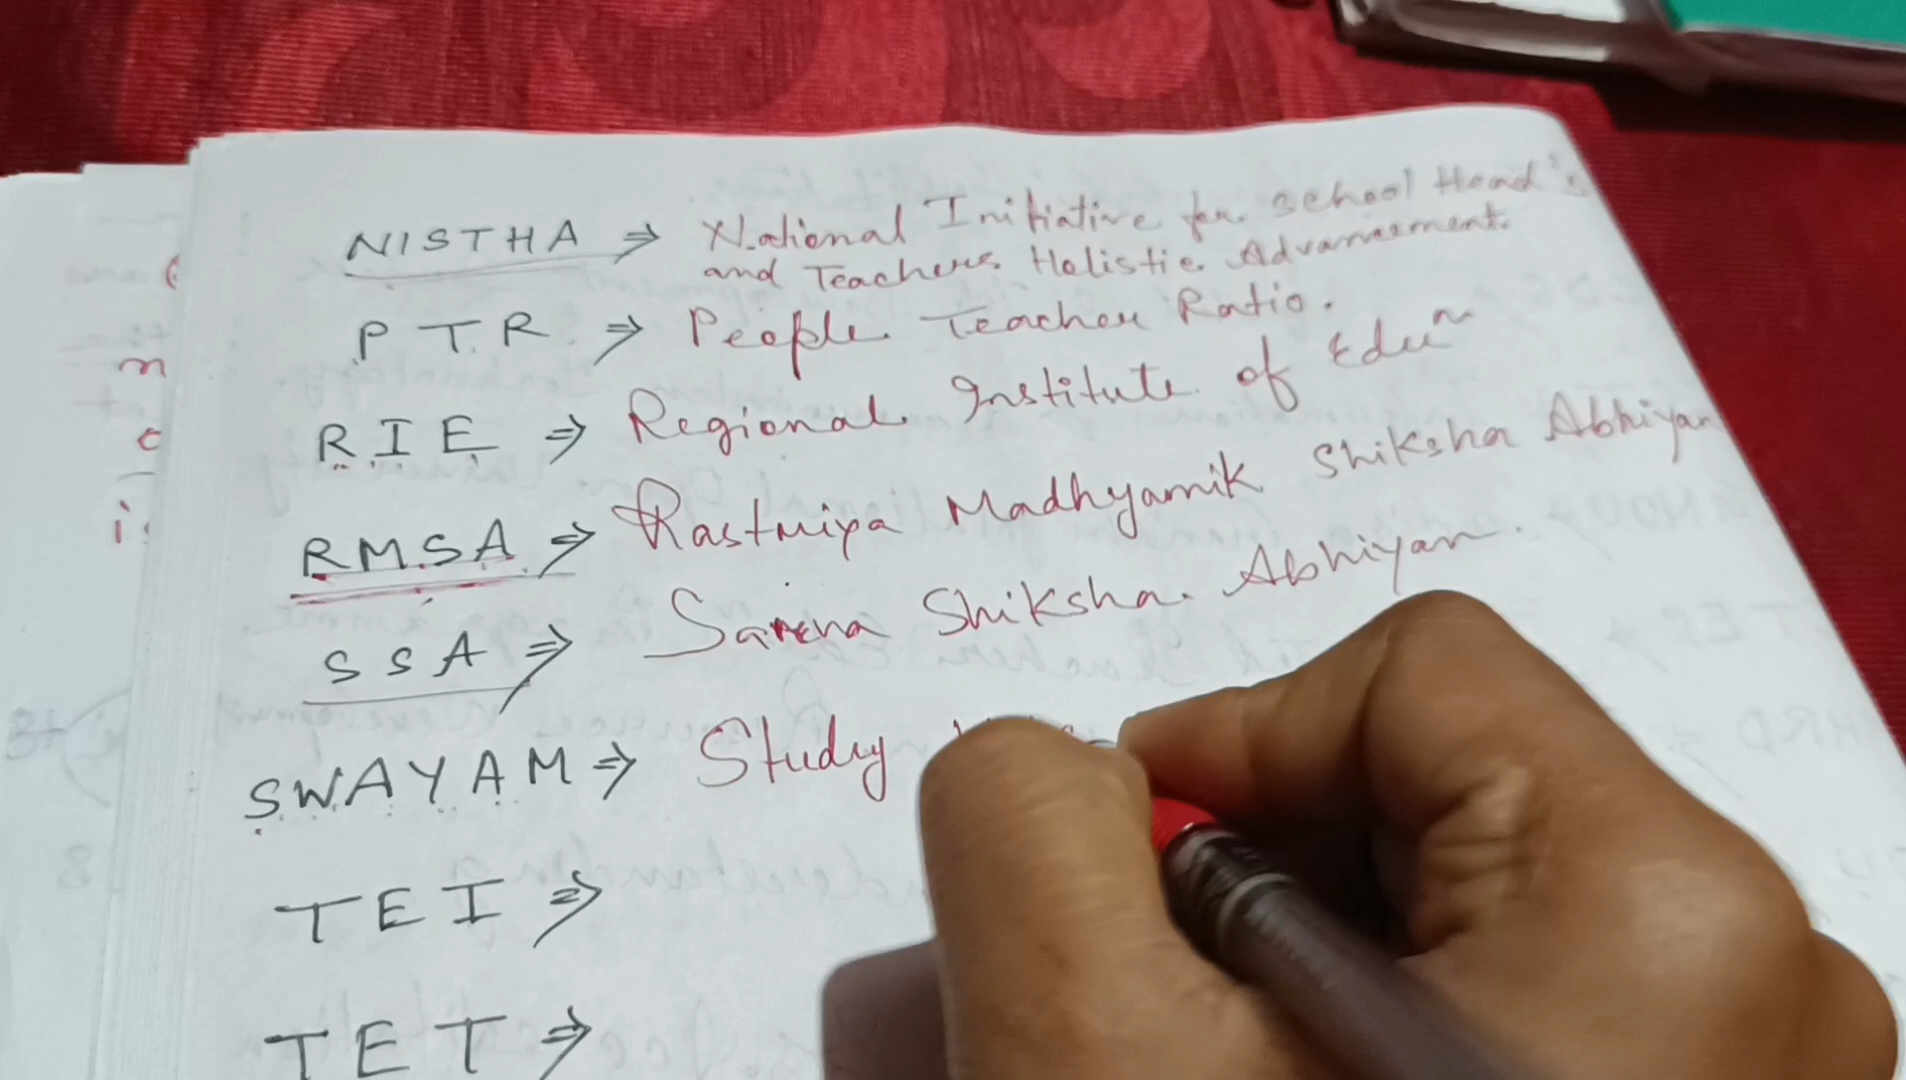 NISTHA ⇒ National Initiative for School Head's
and Teachers Holistic Advancement.
PTR ⇒ People Teacher Ratio.
RIE ⇒ Regional Institute of Edun
RMSA ⇒ Rastriya Madhyamik Shiksha Abhiyan
SSA ⇒ Sarva Shiksha Abhiyan.
SWAYAM ⇒ Study
TEI ⇒
TET ⇒